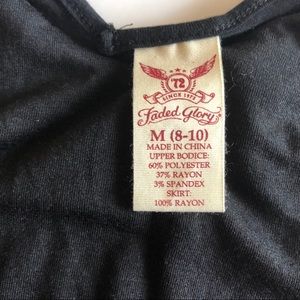 '72
SINCE 1972
Faded Glory
M (8-10)
MADE IN CHINA
UPPER BODICE:
60% POLYESTER
37% RAYON
3% SPANDEX
SKIRT:
100% RAYON